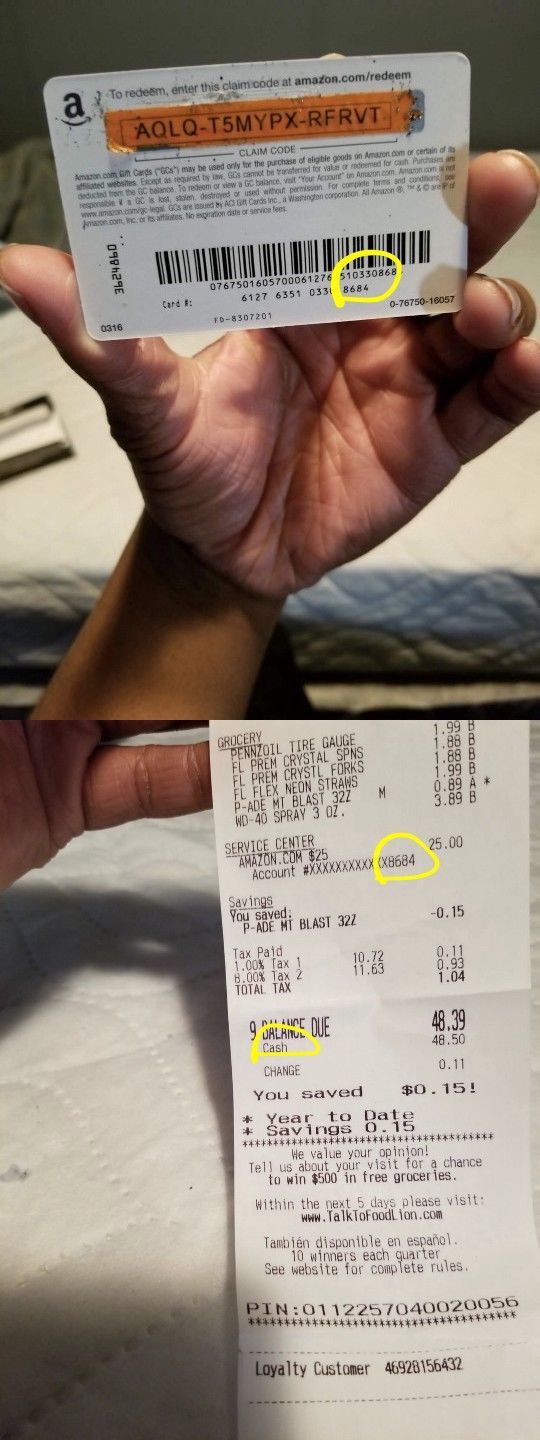 a
To redeem, enter this claim code at amazon.com/redeem
AQLQ-T5MYPX-RFRVT
CLAIM CODE
Amazon.com Gift Cards ("GCs") may be used only for the purchase of eligible goods on Amazon.com or certain of its
affiliated websites. Except as required by law, GCs cannot be transferred for value or redeemed for cash. Purchases are
deducted from the GC balance. To redeem or view a GC balance, visit "Your Account" on Amazon.com. Amazon.com is not
responsible if a GC is lost, stolen, destroyed or used without permission. For complete terms and conditions, see
www.amazon.com/gc-legal. GCs are issued by ACI Gift Cards Inc., a Washington corporation. All Amazon ®, ™ & © are IP of
Amazon.com, Inc. or its affiliates. No expiration date or service fees.
3624860
Card #: 6127 6351 033 8684
0-76750-16057
0316
FD-8307201
1.99 B
GROCERY
PENNZOIL TIRE GAUGE 1.88 B
FL PREM CRYSTAL SPNS 1.88 B
FL PREM CRYSTL FORKS 1.99 B
FL FLEX NEON STRAWS 0.89 A *
P-ADE MT BLAST 32Z M 3.89 B
WD-40 SPRAY 3 OZ.
SERVICE CENTER
AMAZON.COM $25 25.00
Account #XXXXXXXXXXXXX8684
Savings
You saved:
P-ADE MT BLAST 32Z -0.15
Tax Paid
1.00% Tax 1 10.72 0.11
8.00% Tax 2 11.63 0.93
TOTAL TAX 1.04
9 BALANCE DUE 48.39
Cash 48.50
CHANGE 0.11
You saved $0.15!
* Year to Date
* Savings 0.15
****************************************
We value your opinion!
Tell us about your visit for a chance
to win $500 in free groceries.
Within the next 5 days please visit:
www.TalkToFoodLion.com
También disponible en español.
10 winners each quarter
See website for complete rules.
PIN:0112257040020056
****************************************
Loyalty Customer 46928156432